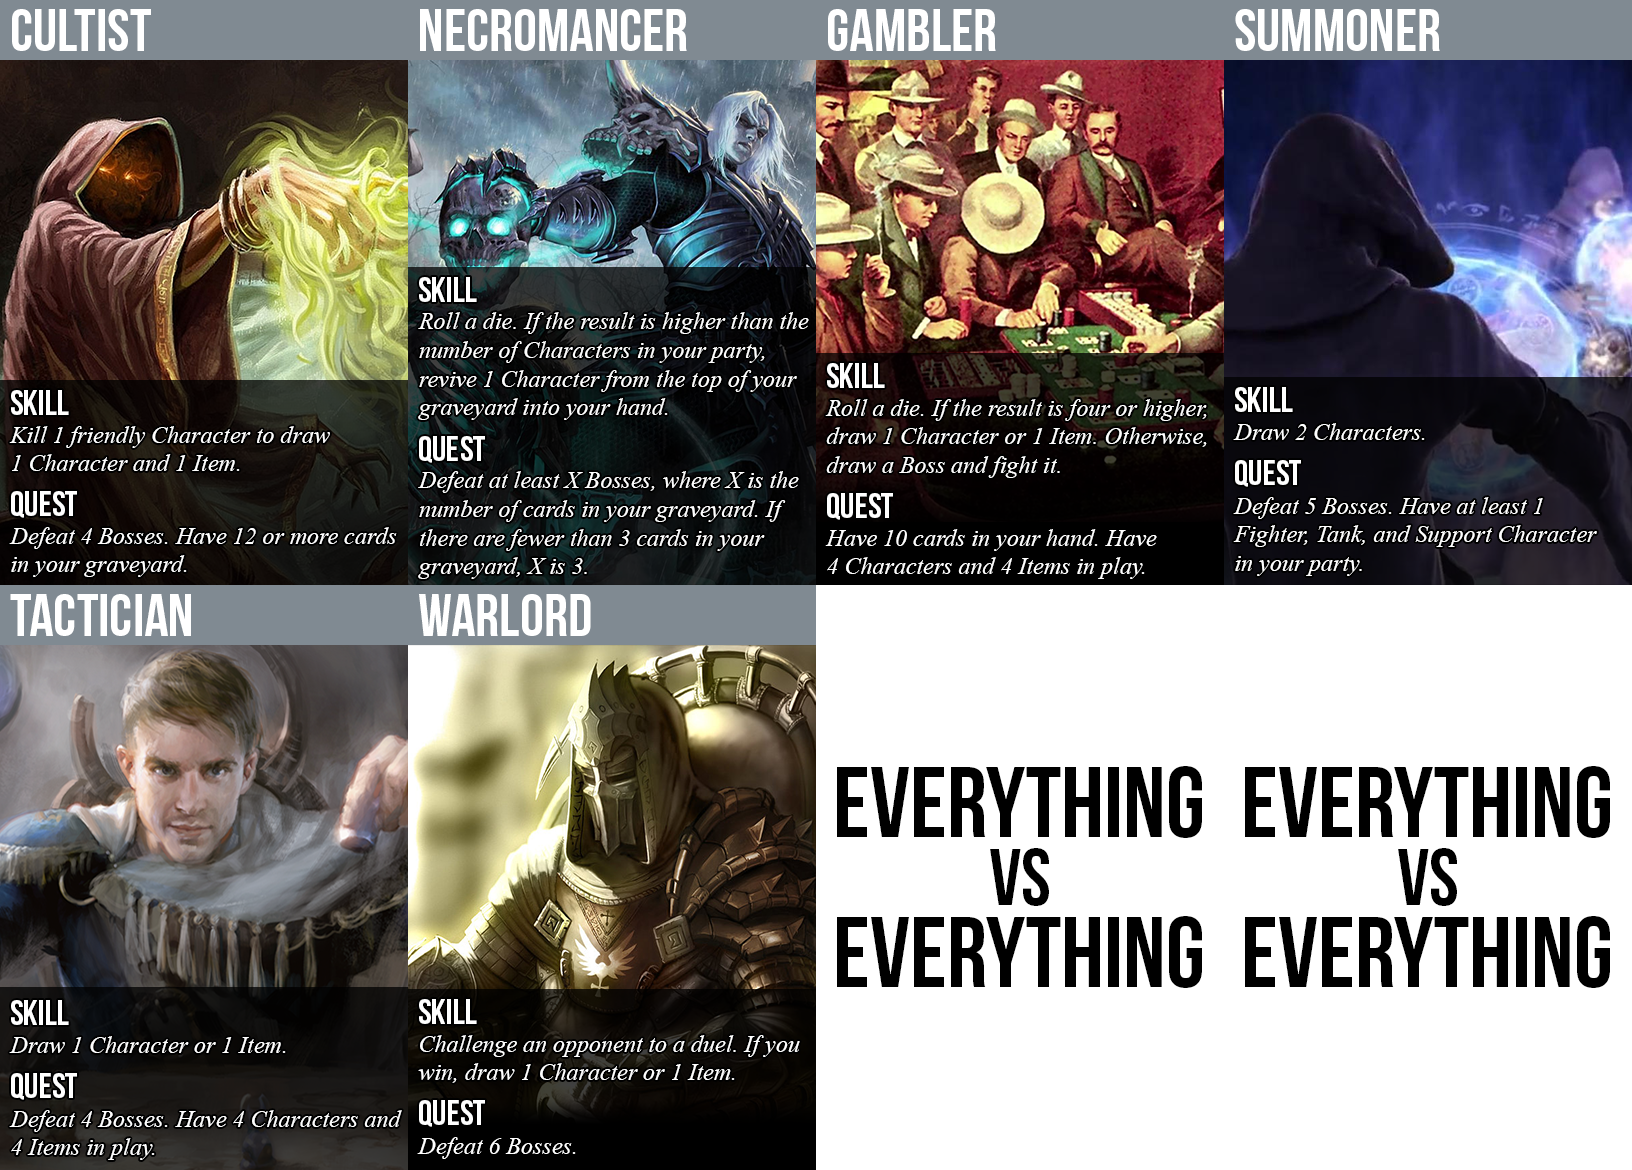 CULTIST
SKILL
Kill 1 friendly Character to draw
1 Character and 1 Item.
QUEST
Defeat 4 Bosses. Have 12 or more cards
in your graveyard.
NECROMANCER
SKILL
Roll a die. If the result is higher than the
number of Characters in your party,
revive 1 Character from the top of your
graveyard into your hand.
QUEST
Defeat at least X Bosses, where X is the
number of cards in your graveyard. If
there are fewer than 3 cards in your
graveyard, X is 3.
GAMBLER
SKILL
Roll a die. If the result is four or higher,
draw 1 Character or 1 Item. Otherwise,
draw a Boss and fight it.
QUEST
Have 10 cards in your hand. Have
4 Characters and 4 Items in play.
SUMMONER
SKILL
Draw 2 Characters.
QUEST
Defeat 5 Bosses. Have at least 1
Fighter, Tank, and Support Character
in your party.
TACTICIAN
SKILL
Draw 1 Character or 1 Item.
QUEST
Defeat 4 Bosses. Have 4 Characters and
4 Items in play.
WARLORD
SKILL
Challenge an opponent to a duel. If you
win, draw 1 Character or 1 Item.
QUEST
Defeat 6 Bosses.
EVERYTHING
VS
EVERYTHING
EVERYTHING
VS
EVERYTHING